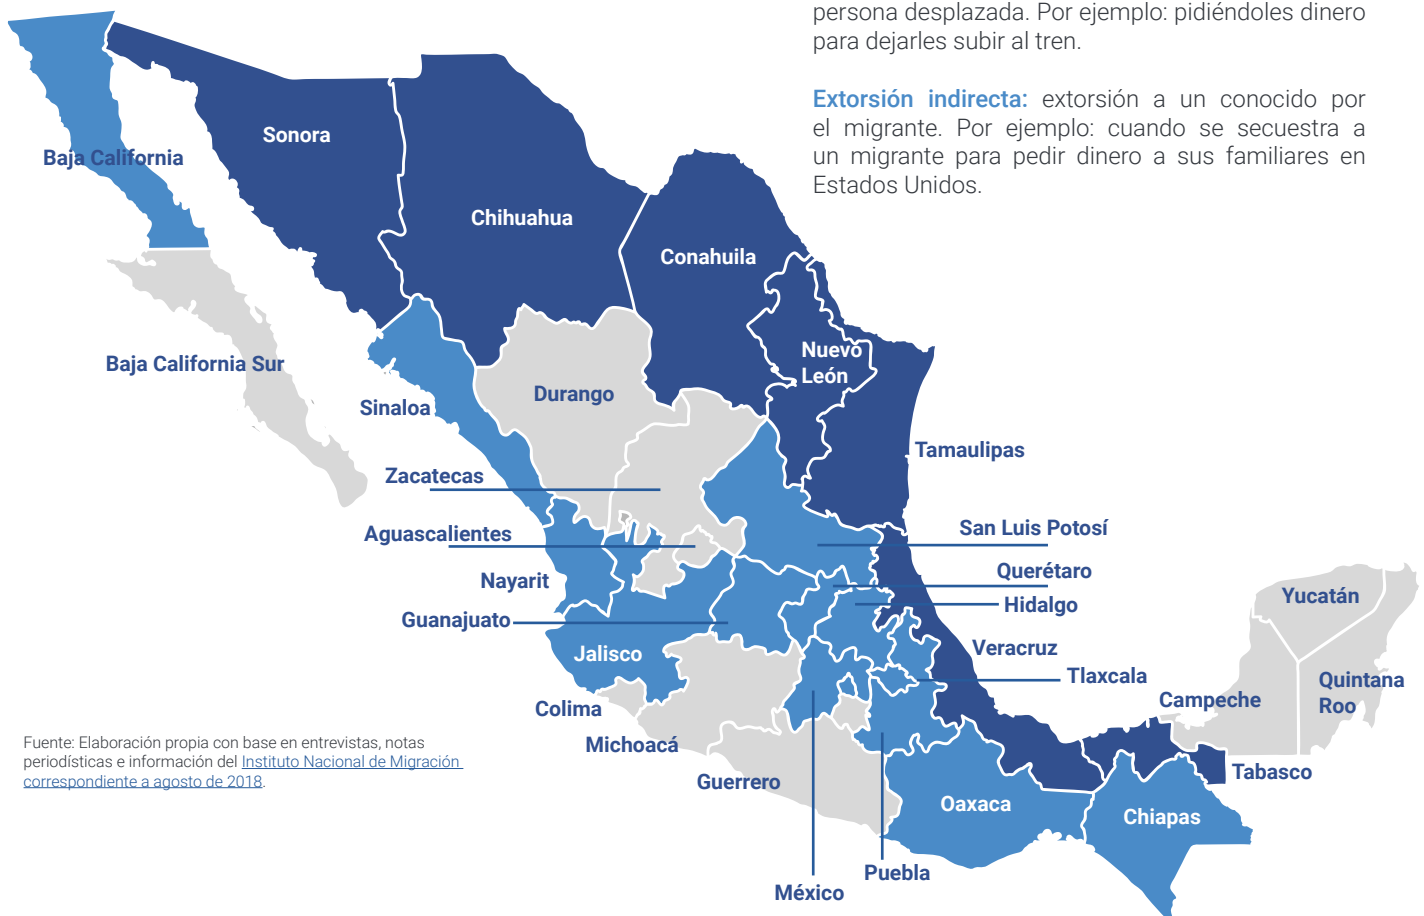 persona desplazada. Por ejemplo: pidiéndoles dinero
para dejarles subir al tren.
Extorsión indirecta: extorsión a un conocido por
el migrante. Por ejemplo: cuando se secuestra a
un migrante para pedir dinero a sus familiares en
Estados Unidos.
Sonora
Baja California
Chihuahua
Conahuila
Baja California Sur
Nuevo
León
Durango
Sinaloa
Tamaulipas
Zacatecas
Aguascalientes
San Luis Potosí
Nayarit
Querétaro
Hidalgo
Yucatán
Guanajuato
Jalisco
Veracruz
Tlaxcala
Quintana
Roo
Campeche
Colima
Michoacá
Guerrero
Tabasco
Oaxaca
Chiapas
Puebla
México
Fuente: Elaboración propia con base en entrevistas, notas
periodísticas e información del Instituto Nacional de Migración
correspondiente a agosto de 2018.